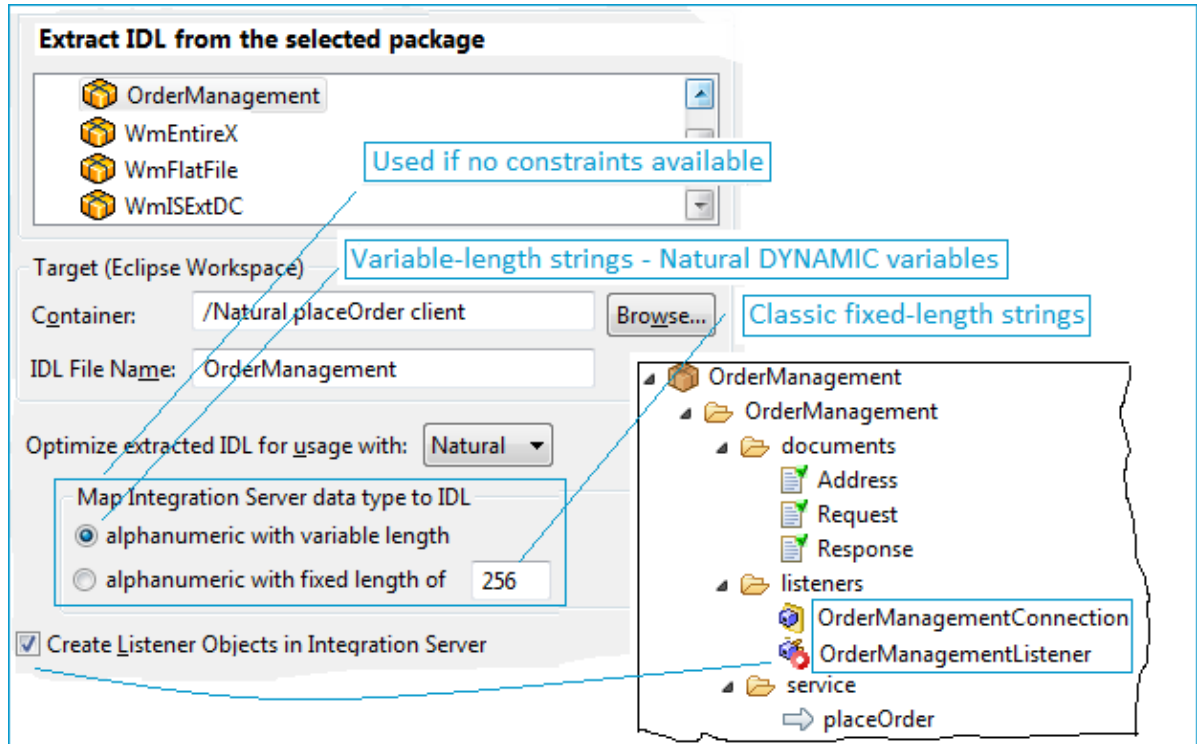 Extract IDL from the selected package
OrderManagement
WmEntireX
WmFlatFile
WmISExtDC
Used if no constraints available
Target (Eclipse Workspace)
Variable-length strings - Natural DYNAMIC variables
Container:
/Natural placeOrder client
Browse...
Classic fixed-length strings
IDL File Name:
OrderManagement
Optimize extracted IDL for usage with:
Natural
Map Integration Server data type to IDL
alphanumeric with variable length
alphanumeric with fixed length of
256
Create Listener Objects in Integration Server
OrderManagement
OrderManagement
documents
Address
Request
Response
listeners
OrderManagementConnection
OrderManagementListener
service
placeOrder